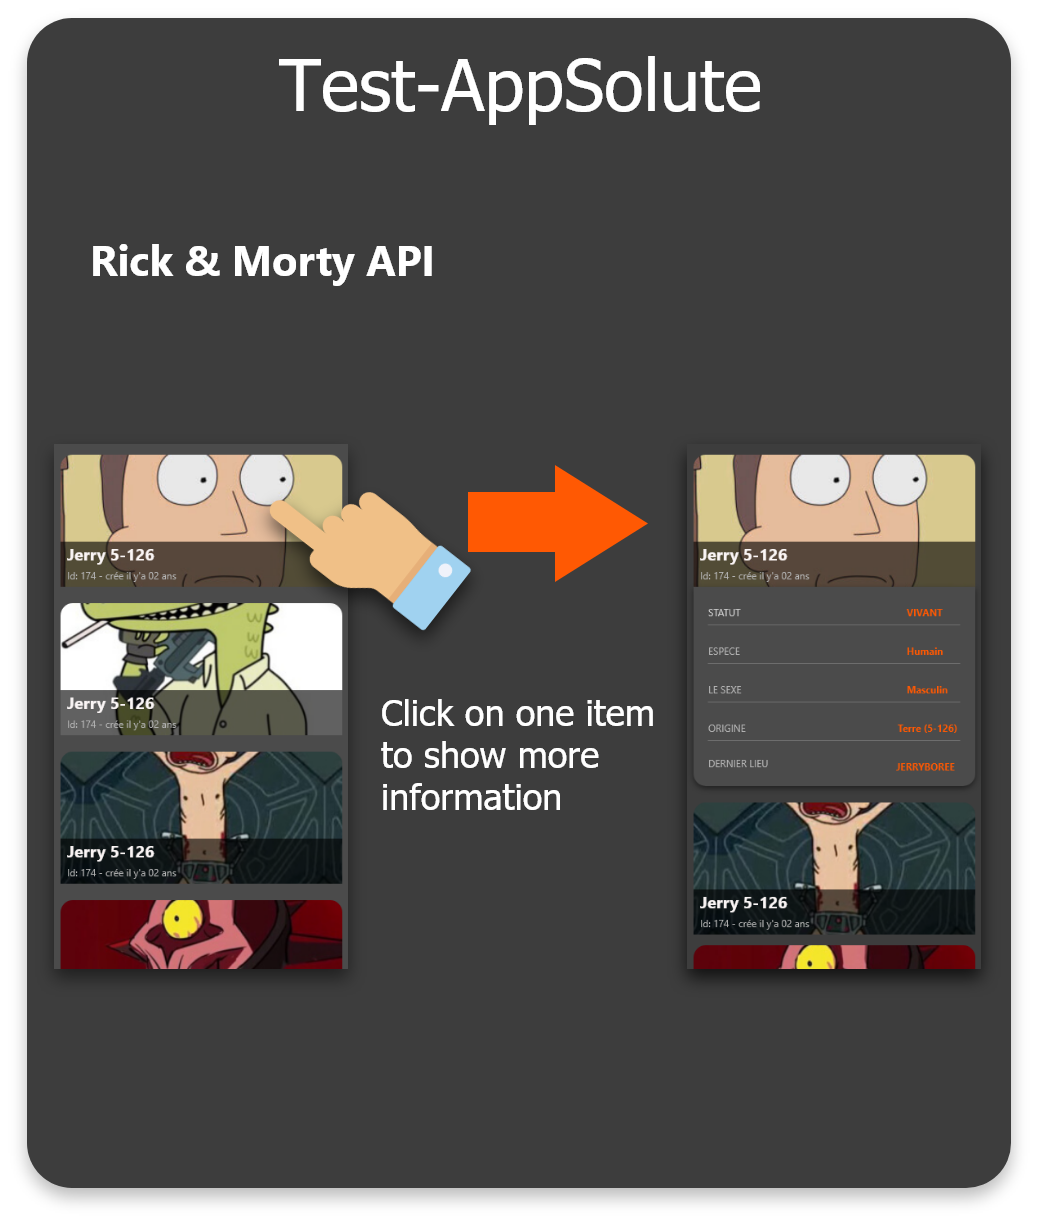 Test-AppSolute
Rick & Morty API
Jerry 5-126
Id: 174 - crée il y'a 02 ans
Jerry 5-126
Id: 174 - crée il y'a 02 ans
Jerry 5-126
Id: 174 - crée il y'a 02 ans
Click on one item
to show more
information
Jerry 5-126
Id: 174 - crée il y'a 02 ans
STATUT VIVANT
ESPECE Humain
LE SEXE Masculin
ORIGINE Terre (5-126)
DERNIER LIEU JERRYBOREE
Jerry 5-126
Id: 174 - crée il y'a 02 ans